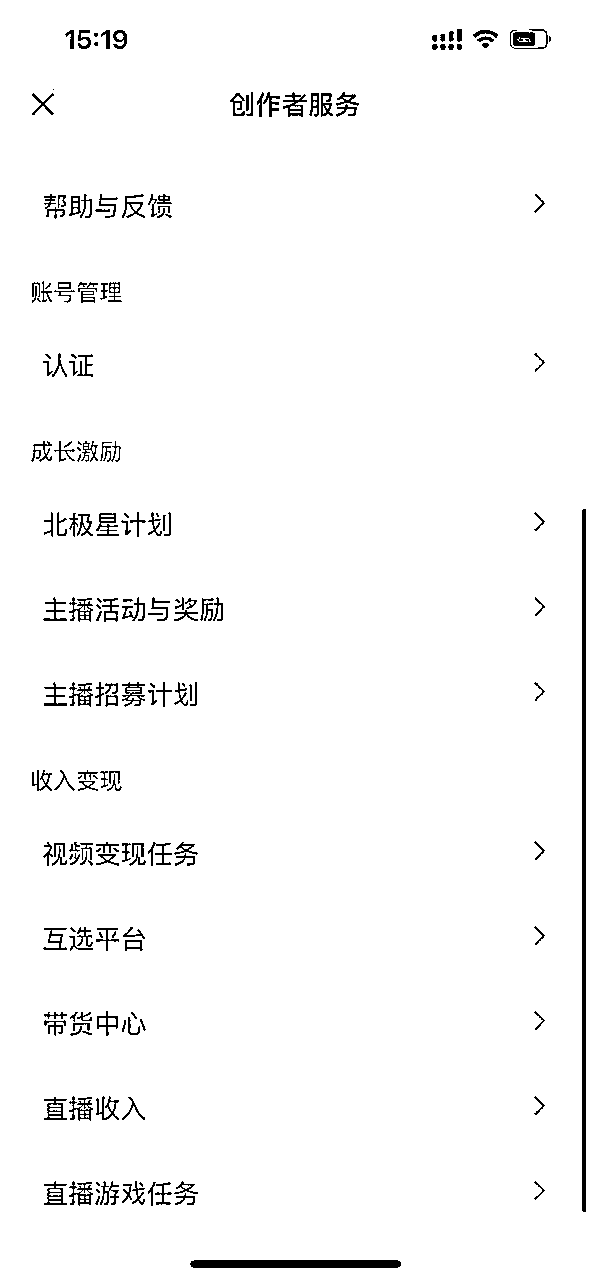 15:19
创作者服务
帮助与反馈
账号管理
认证
成长激励
北极星计划
主播活动与奖励
主播招募计划
收入变现
视频变现任务
互选平台
带货中心
直播收入
直播游戏任务